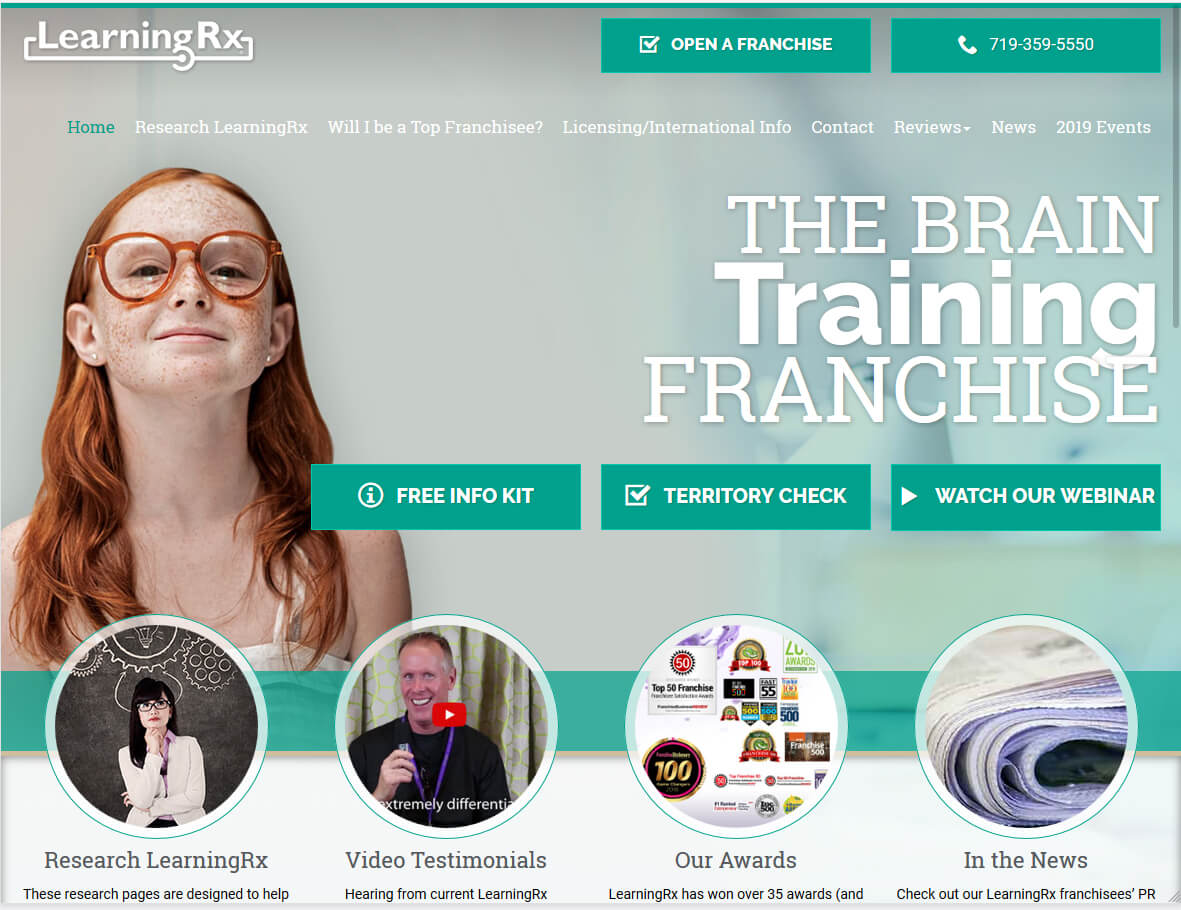 LearningRx
OPEN A FRANCHISE
719-359-5550
Home Research LearningRx Will I be a Top Franchisee? Licensing/International Info Contact Reviews News 2019 Events
THE BRAIN
Training
FRANCHISE
FREE INFO KIT
TERRITORY CHECK
WATCH OUR WEBINAR
extremely
50
Top 50 Franchise
Franchisee Satisfaction Awards
TOP 100
AWARDS
FAST
55
500
100
Franchise
500
Research LearningRx
These research pages are designed to help
Video Testimonials
Hearing from current LearningRx
Our Awards
LearningRx has won over 35 awards (and
In the News
Check out our LearningRx franchisees’ PR